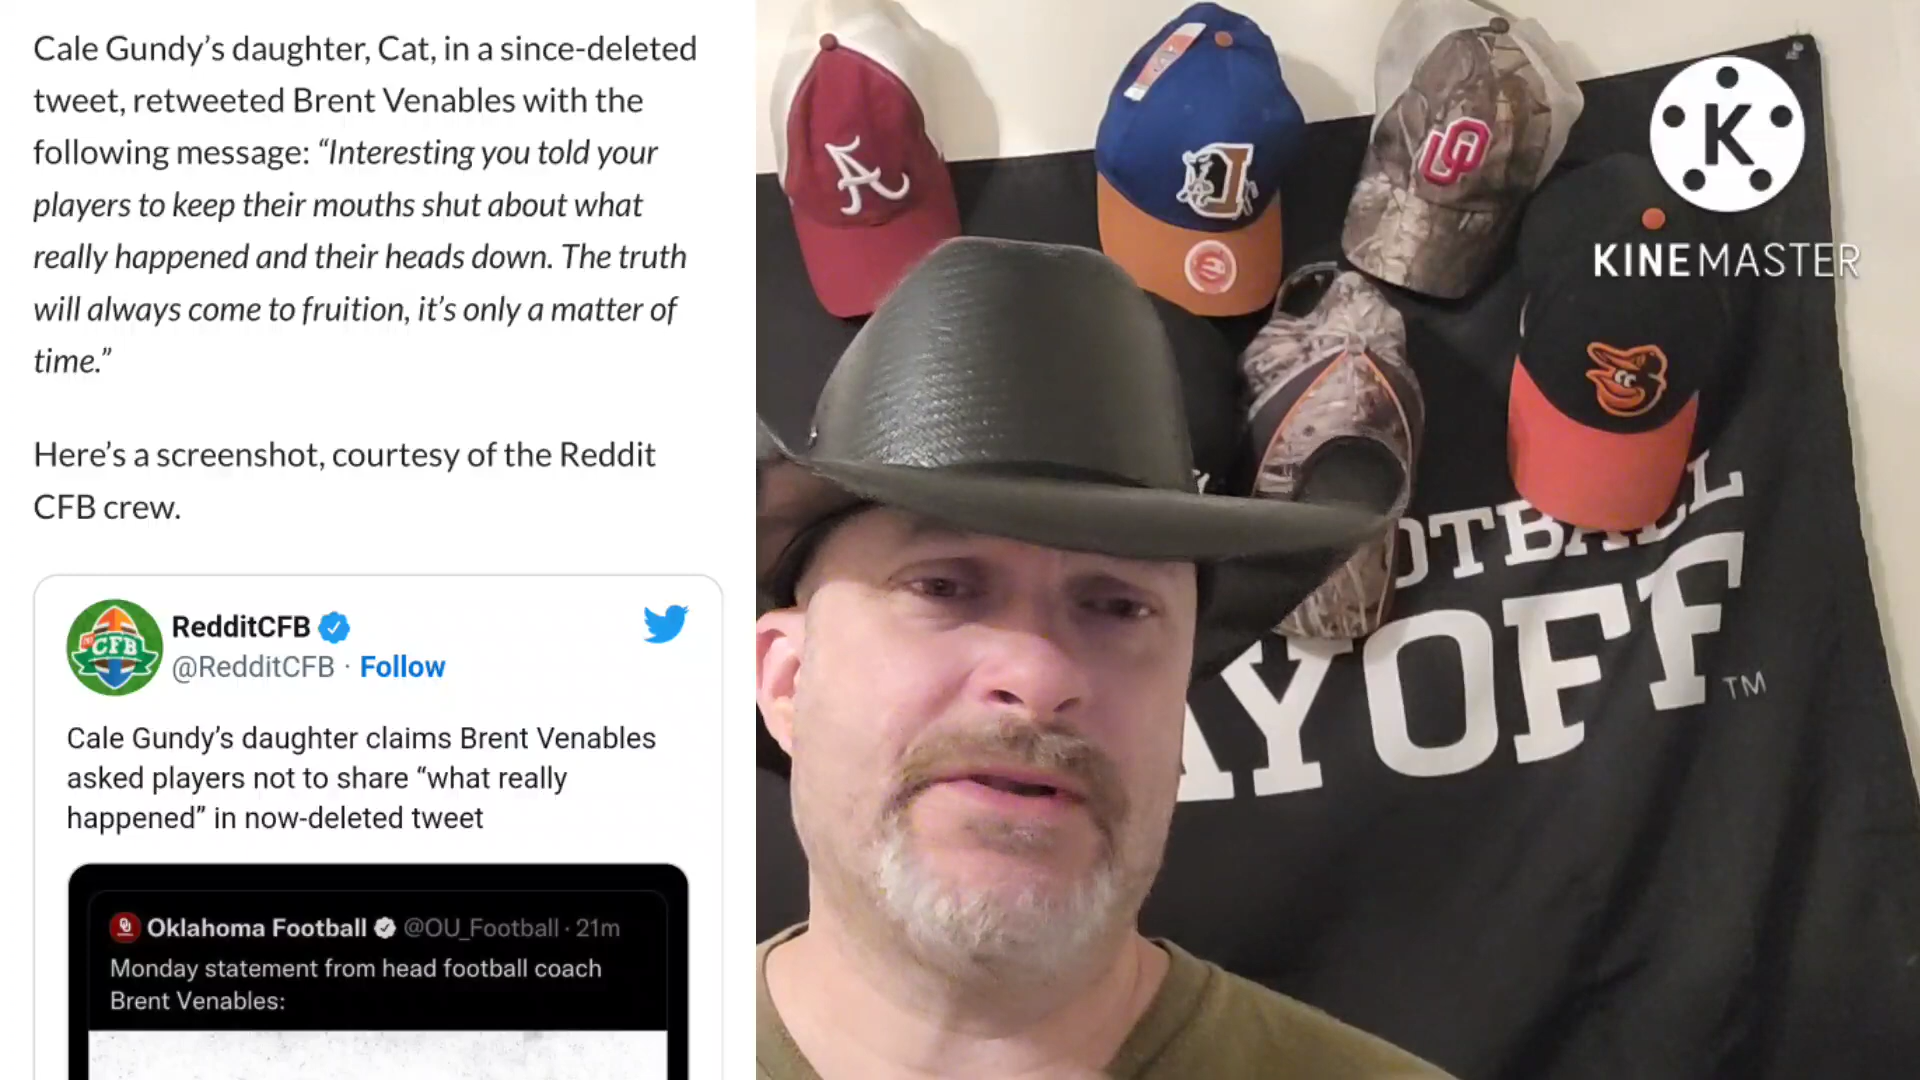 Cale Gundy’s daughter, Cat, in a since-deleted
tweet, retweeted Brent Venables with the
following message: “Interesting you told your
players to keep their mouths shut about what
really happened and their heads down. The truth
will always come to fruition, it’s only a matter of
time.”
Here’s a screenshot, courtesy of the Reddit
CFB crew.
CFB
RedditCFB
@RedditCFB · Follow
Cale Gundy’s daughter claims Brent Venables
asked players not to share “what really
happened” in now-deleted tweet
Oklahoma Football @OU_Football · 21m
Monday statement from head football coach
Brent Venables:
A
D
OU
K
KINEMASTER
OTBALL
AYOFF™